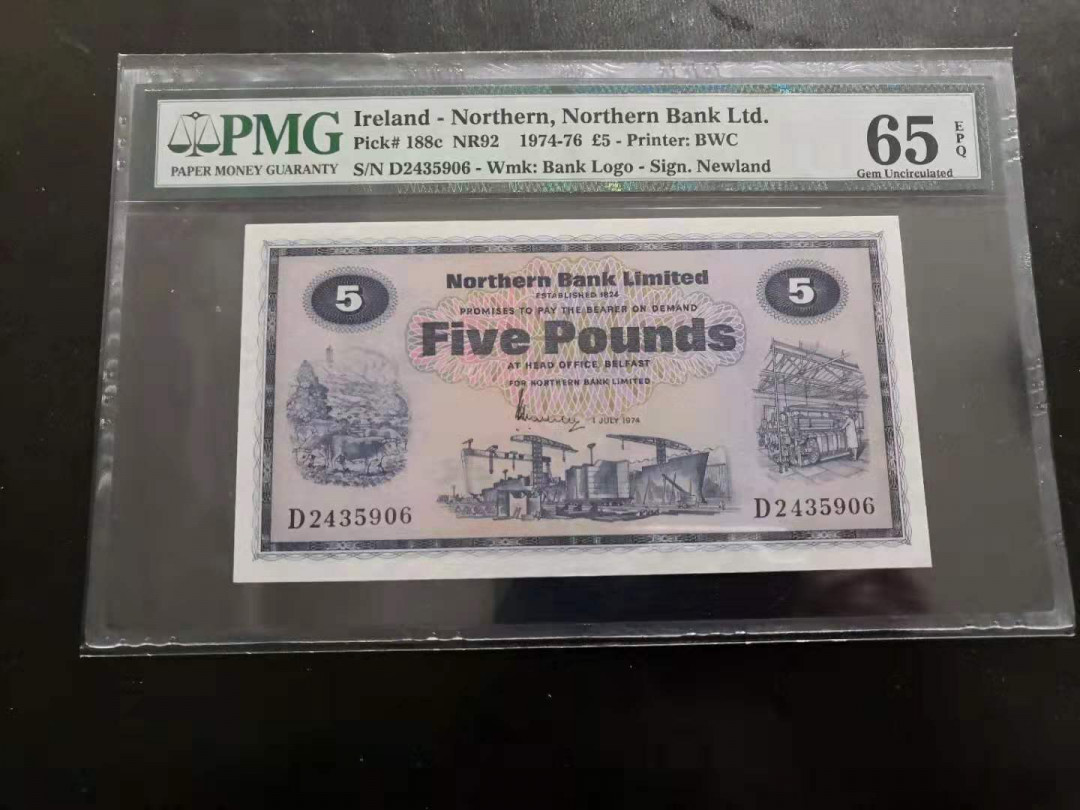 PMG
PAPER MONEY GUARANTY
Ireland - Northern, Northern Bank Ltd.
Pick# 188c NR92 1974-76 £5 - Printer: BWC
S/N D2435906 - Wmk: Bank Logo - Sign. Newland
65
EPQ
Gem Uncirculated
5
5
Northern Bank Limited
ESTABLISHED 1824
PROMISES TO PAY THE BEARER ON DEMAND
Five Pounds
AT HEAD OFFICE, BELFAST
FOR NORTHERN BANK LIMITED
1 JULY 1974
D2435906
D2435906